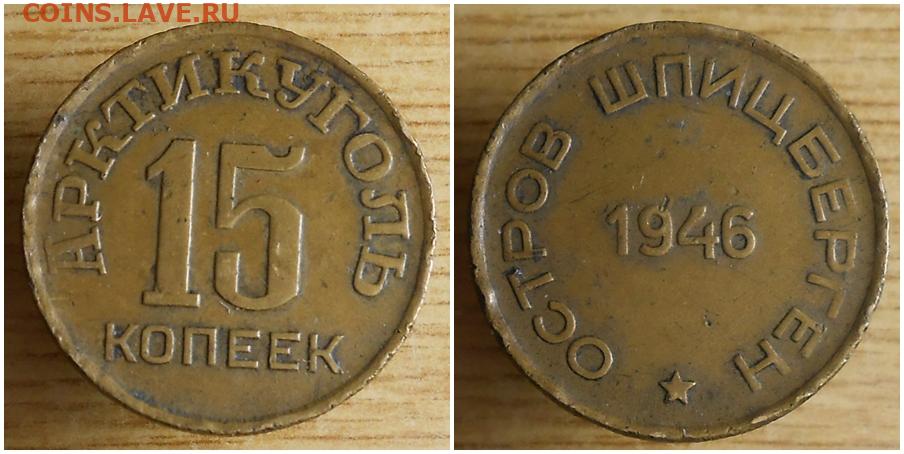 COINS.LAVE.RU
АРКТИКУГОЛЬ
15
КОПЕЕК
ОСТРОВ ШПИЦБЕРГЕН
1946